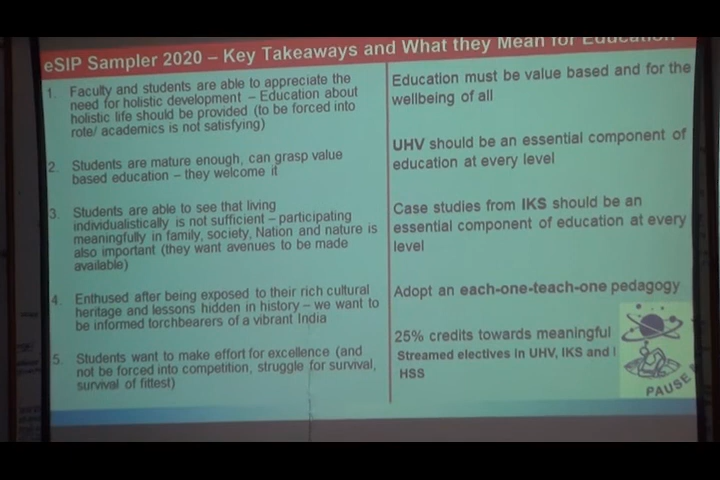 eSIP Sampler 2020 – Key Takeaways and What they Mean for Education
1. Faculty and students are able to appreciate the
need for holistic development – Education about
holistic life should be provided (to be forced into
rote/ academics is not satisfying)
2. Students are mature enough, can grasp value
based education – they welcome it
3. Students are able to see that living
individualistically is not sufficient – participating
meaningfully in family, society, Nation and nature is
also important (they want avenues to be made
available)
4. Enthused after being exposed to their rich cultural
heritage and lessons hidden in history – we want to
be informed torchbearers of a vibrant India
5. Students want to make effort for excellence (and
not be forced into competition, struggle for survival,
survival of fittest)
Education must be value based and for the
wellbeing of all
UHV should be an essential component of
education at every level
Case studies from IKS should be an
essential component of education at every
level
Adopt an each-one-teach-one pedagogy
25% credits towards meaningful
Streamed electives in UHV, IKS and
HSS
PAUSE